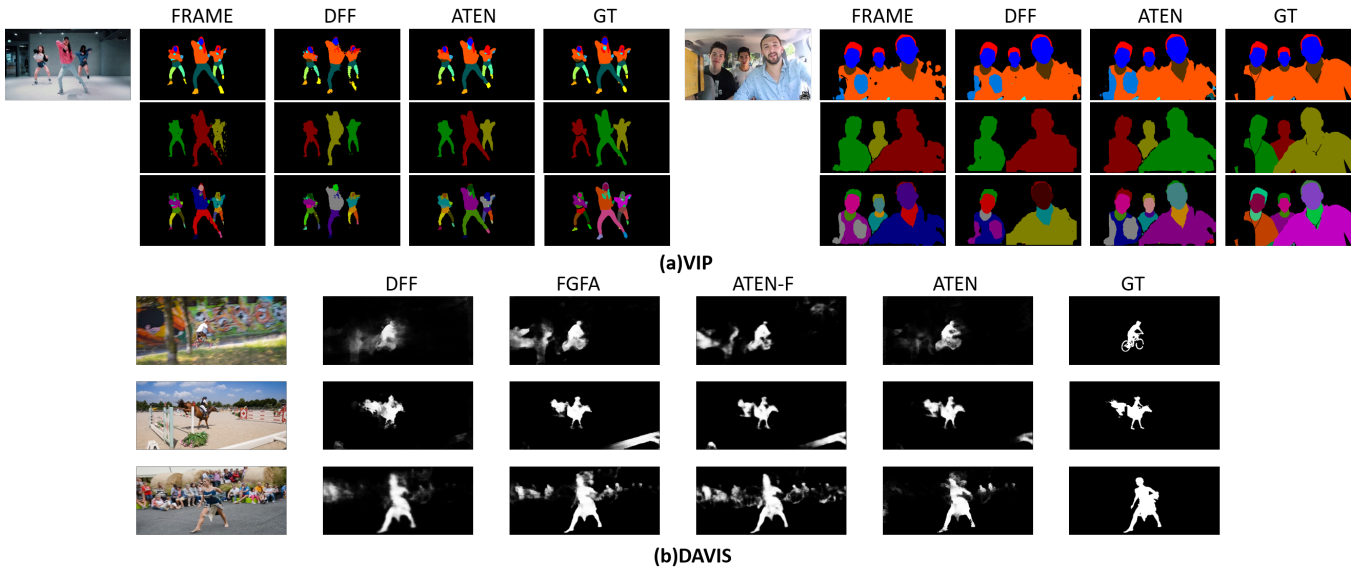 FRAME DFF ATEN GT FRAME DFF ATEN GT
(a)VIP
DFF FGFA ATEN-F ATEN GT
(b)DAVIS